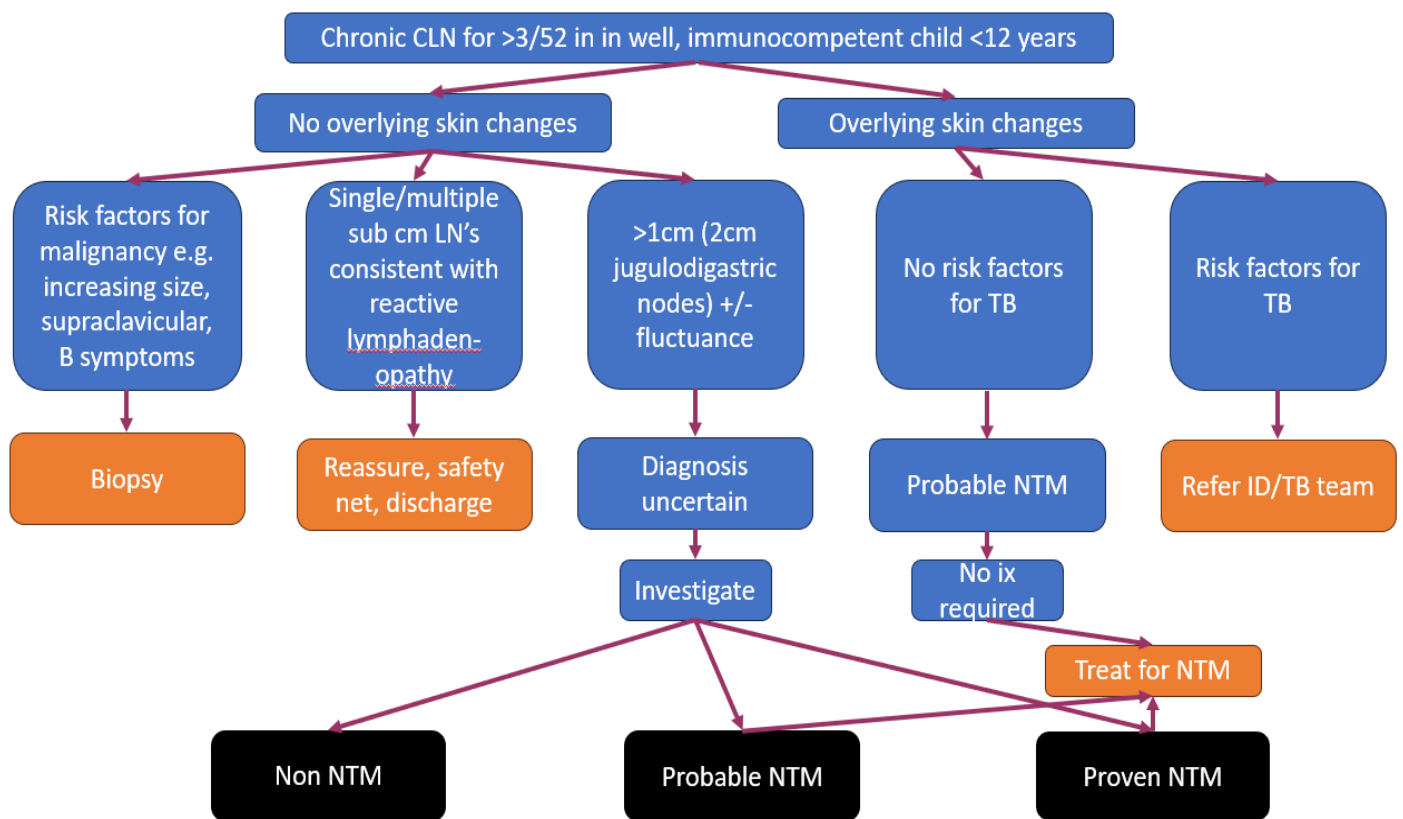 Chronic CLN for >3/52 in in well, immunocompetent child <12 years
No overlying skin changes
Overlying skin changes
Risk factors for
malignancy e.g.
increasing size,
supraclavicular,
B symptoms
Single/multiple
sub cm LN's
consistent with
reactive
lymphaden-
opathy
>1cm (2cm
jugulodigastric
nodes) +/-
fluctuance
No risk factors
for TB
Risk factors for
TB
Biopsy
Reassure, safety
net, discharge
Diagnosis
uncertain
Probable NTM
Refer ID/TB team
Investigate
No ix
required
Treat for NTM
Non NTM
Probable NTM
Proven NTM